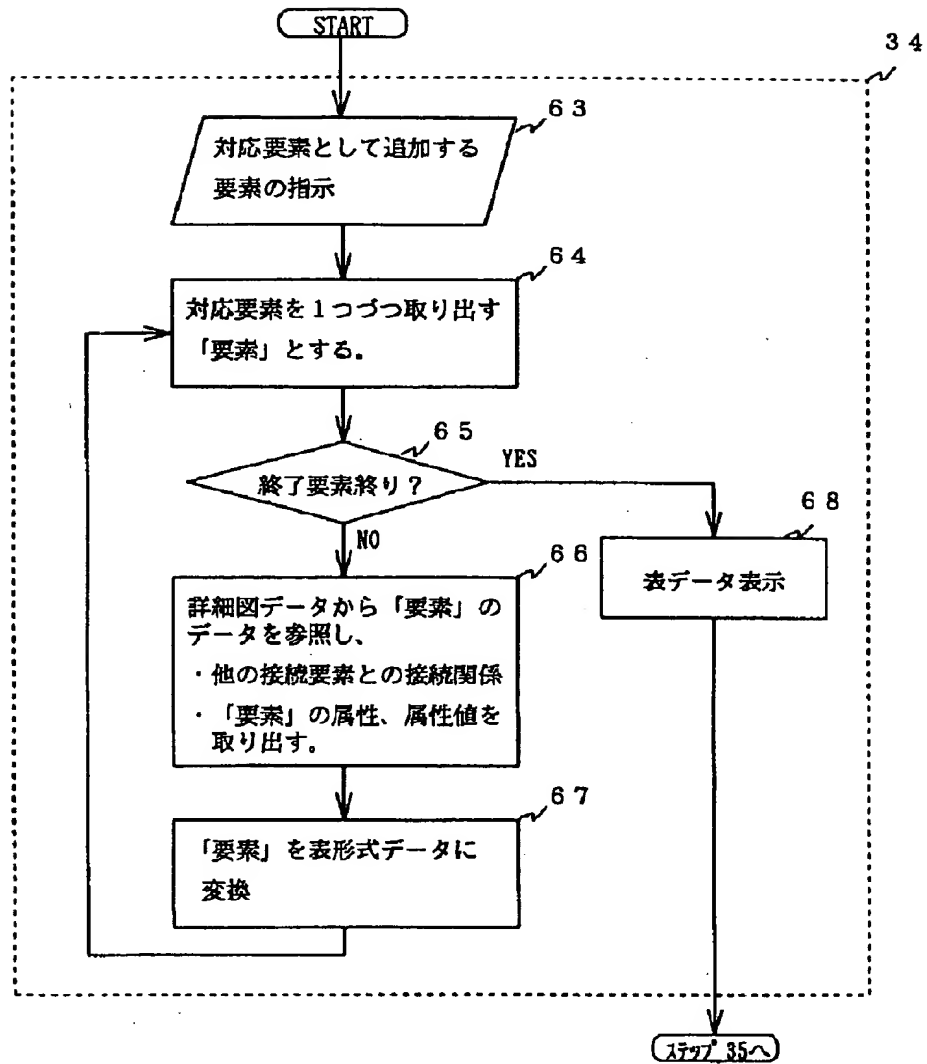 START
34
63
対応要素として追加する
要素の指示
64
対応要素を1つづつ取り出す
「要素」とする。
65
終了要素終り?
YES
NO
66
詳細図データから「要素」の
データを参照し、
・他の接続要素との接続関係
・「要素」の属性、属性値を
取り出す。
68
表データ表示
67
「要素」を表形式データに
変換
ステップ35へ